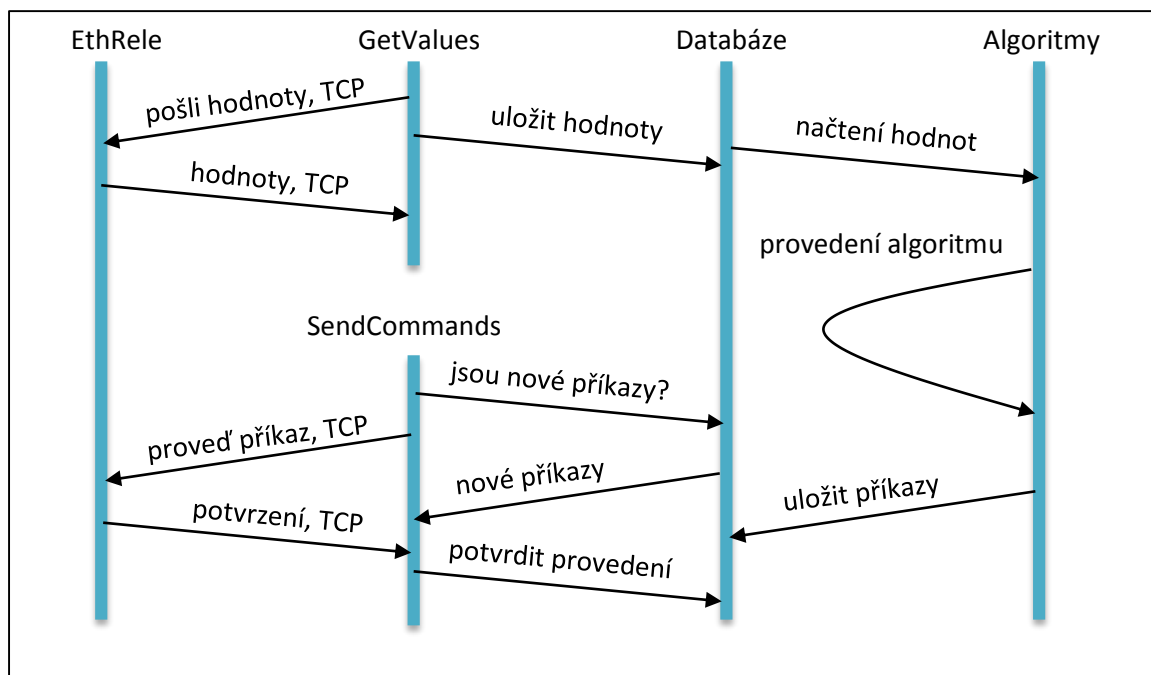 EthRele
GetValues
Databáze
Algoritmy
pošli hodnoty, TCP
uložit hodnoty
načtení hodnot
hodnoty, TCP
provedení algoritmu
SendCommands
jsou nové příkazy?
proveď příkaz, TCP
nové příkazy
uložit příkazy
potvrzení, TCP
potvrdit provedení